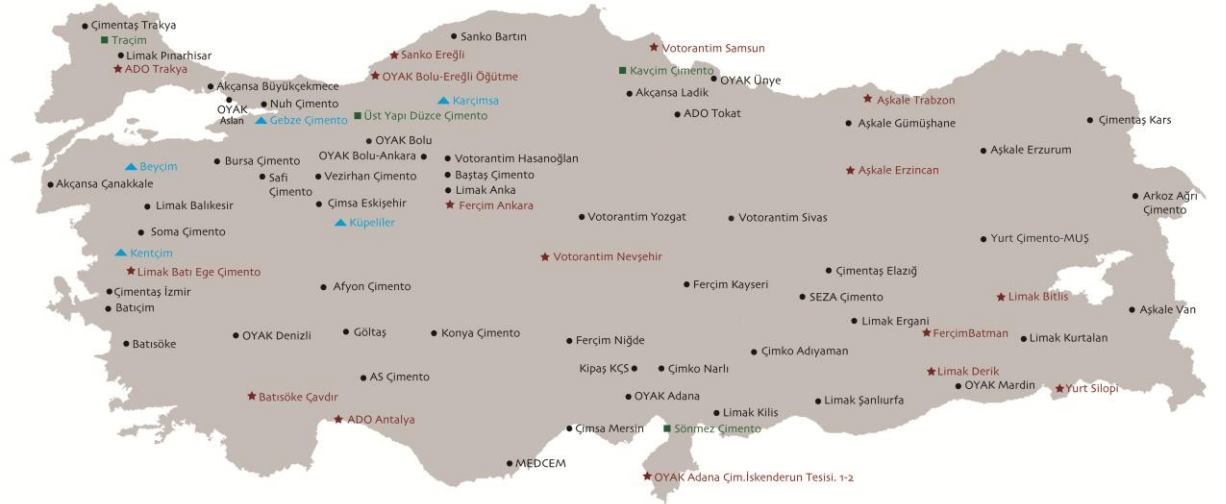 Çimentaş Trakya
Traçim
Limak Pınarhisar
ADO Trakya
Akçansa Büyükçekmece
OYAK
Aslan
Nuh Çimento
Gebze Çimento
Sanko Bartın
Sanko Ereğli
OYAK Bolu-Ereğli Öğütme
Karçimsa
Üst Yapı Düzce Çimento
Votorantim Samsun
Kavçim Çimento
OYAK Ünye
Akçansa Ladik
ADO Tokat
Aşkale Trabzon
Aşkale Gümüşhane
Çimentaş Kars
Aşkale Erzurum
Aşkale Erzincan
Arkoz Ağrı
Çimento
OYAK Bolu
OYAK Bolu-Ankara
Votorantim Hasanoğlan
Baştaş Çimento
Limak Anka
Ferçim Ankara
Beyçim
Bursa Çimento
Safi
Çimento
Vezirhan Çimento
Akçansa Çanakkale
Limak Balıkesir
Çimsa Eskişehir
Küpeliler
Soma Çimento
Kentçim
Limak Batı Ege Çimento
Votorantim Yozgat
Votorantim Sivas
Yurt Çimento-MUŞ
Votorantim Nevşehir
Çimentaş İzmir
Batıçim
Batısöke
Afyon Çimento
Ferçim Kayseri
Çimentaş Elazığ
SEZA Çimento
Limak Bitlis
Aşkale Van
Limak Ergani
FerçimBatman
Limak Kurtalan
OYAK Denizli
Göltaş
Konya Çimento
Ferçim Niğde
Çimko Adıyaman
Kipaş KÇS
Çimko Narlı
AS Çimento
Limak Derik
OYAK Mardin
Yurt Silopi
Batısöke Çavdır
ADO Antalya
OYAK Adana
Limak Kilis
Limak Şanlıurfa
Çimsa Mersin
Sönmez Çimento
MEDCEM
OYAK Adana Çim.İskenderun Tesisi. 1-2